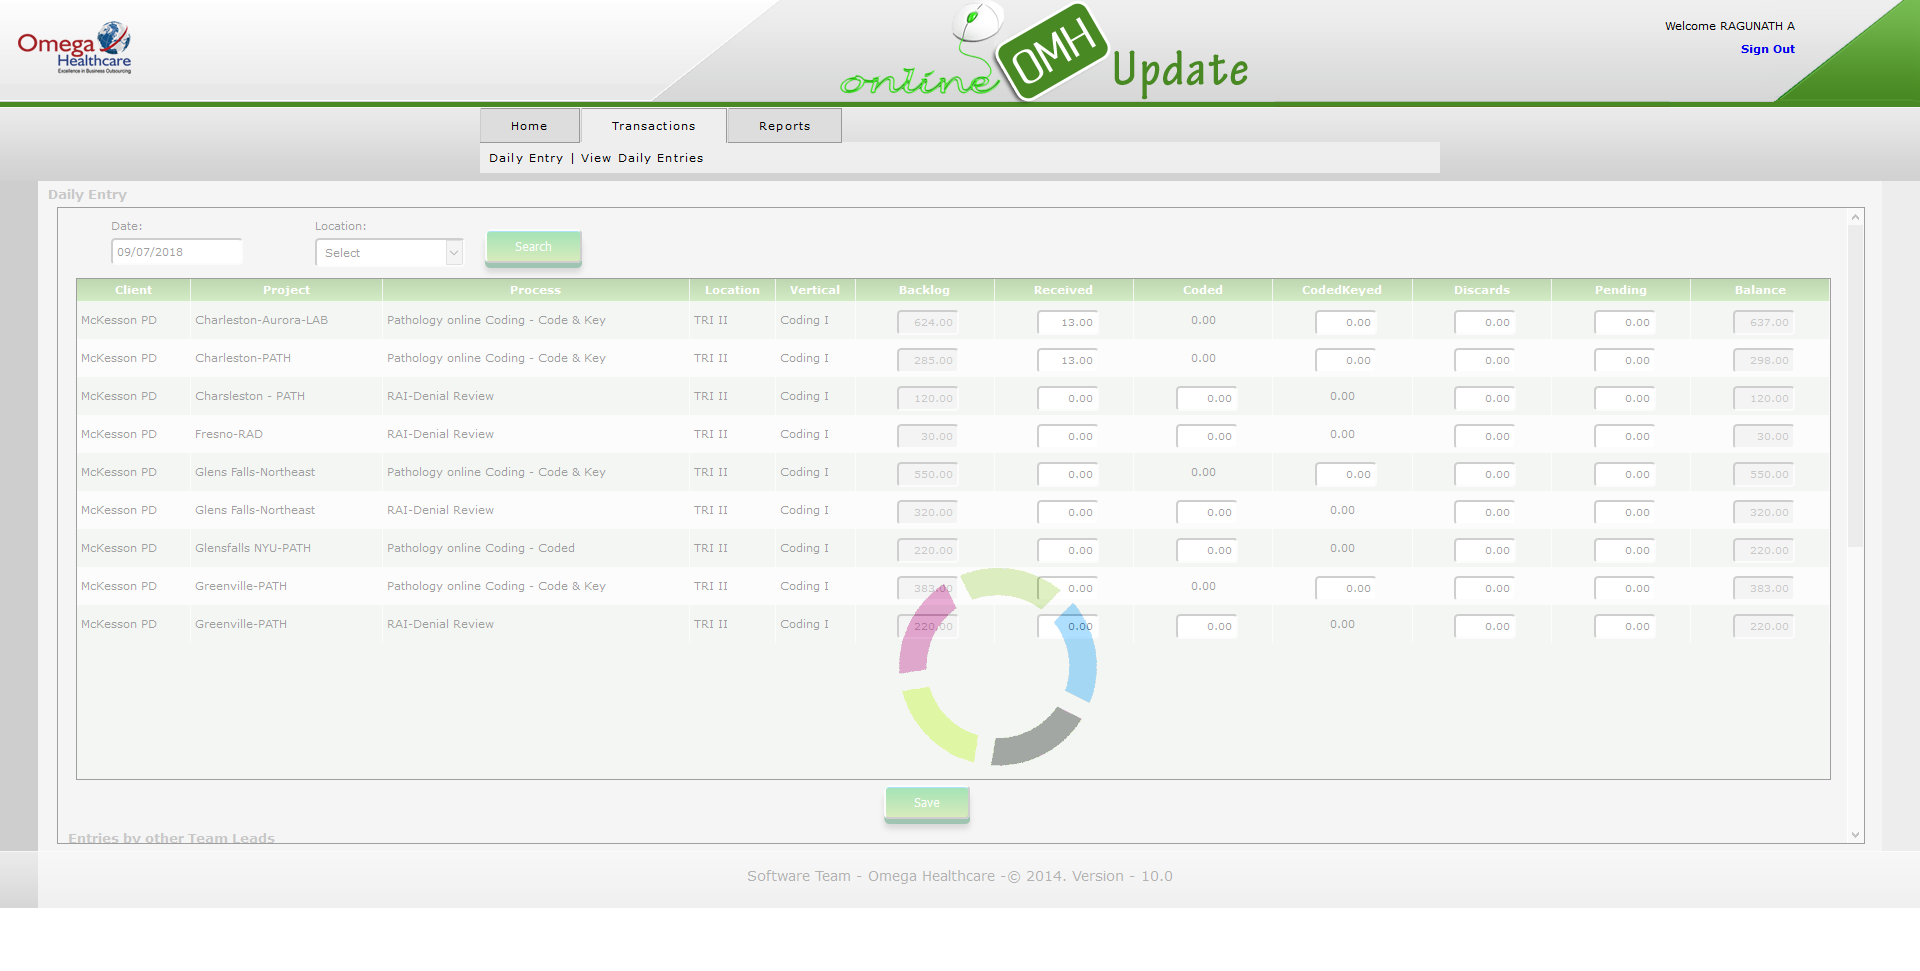 Omega
Healthcare
Excellence in Business Outsourcing
online OMH Update
Welcome RAGUNATH A
Sign Out
Home Transactions Reports
Daily Entry | View Daily Entries
Daily Entry
Date: Location:
09/07/2018 Select Search
Client Project Process Location Vertical Backlog Received Coded CodedKeyed Discards Pending Balance
McKesson PD Charleston-Aurora-LAB Pathology online Coding - Code & Key TRI II Coding I 624.00 13.00 0.00 0.00 0.00 0.00 637.00
McKesson PD Charleston-PATH Pathology online Coding - Code & Key TRI II Coding I 285.00 13.00 0.00 0.00 0.00 0.00 298.00
McKesson PD Charsleston - PATH RAI-Denial Review TRI II Coding I 120.00 0.00 0.00 0.00 0.00 0.00 120.00
McKesson PD Fresno-RAD RAI-Denial Review TRI II Coding I 30.00 0.00 0.00 0.00 0.00 0.00 30.00
McKesson PD Glens Falls-Northeast Pathology online Coding - Code & Key TRI II Coding I 550.00 0.00 0.00 0.00 0.00 0.00 550.00
McKesson PD Glens Falls-Northeast RAI-Denial Review TRI II Coding I 320.00 0.00 0.00 0.00 0.00 0.00 320.00
McKesson PD Glensfalls NYU-PATH Pathology online Coding - Coded TRI II Coding I 220.00 0.00 0.00 0.00 0.00 0.00 220.00
McKesson PD Greenville-PATH Pathology online Coding - Code & Key TRI II Coding I 383.00 0.00 0.00 0.00 0.00 0.00 383.00
McKesson PD Greenville-PATH RAI-Denial Review TRI II Coding I 220.00 0.00 0.00 0.00 0.00 0.00 220.00
Save
Entries by other Team Leads
Software Team - Omega Healthcare -© 2014. Version - 10.0